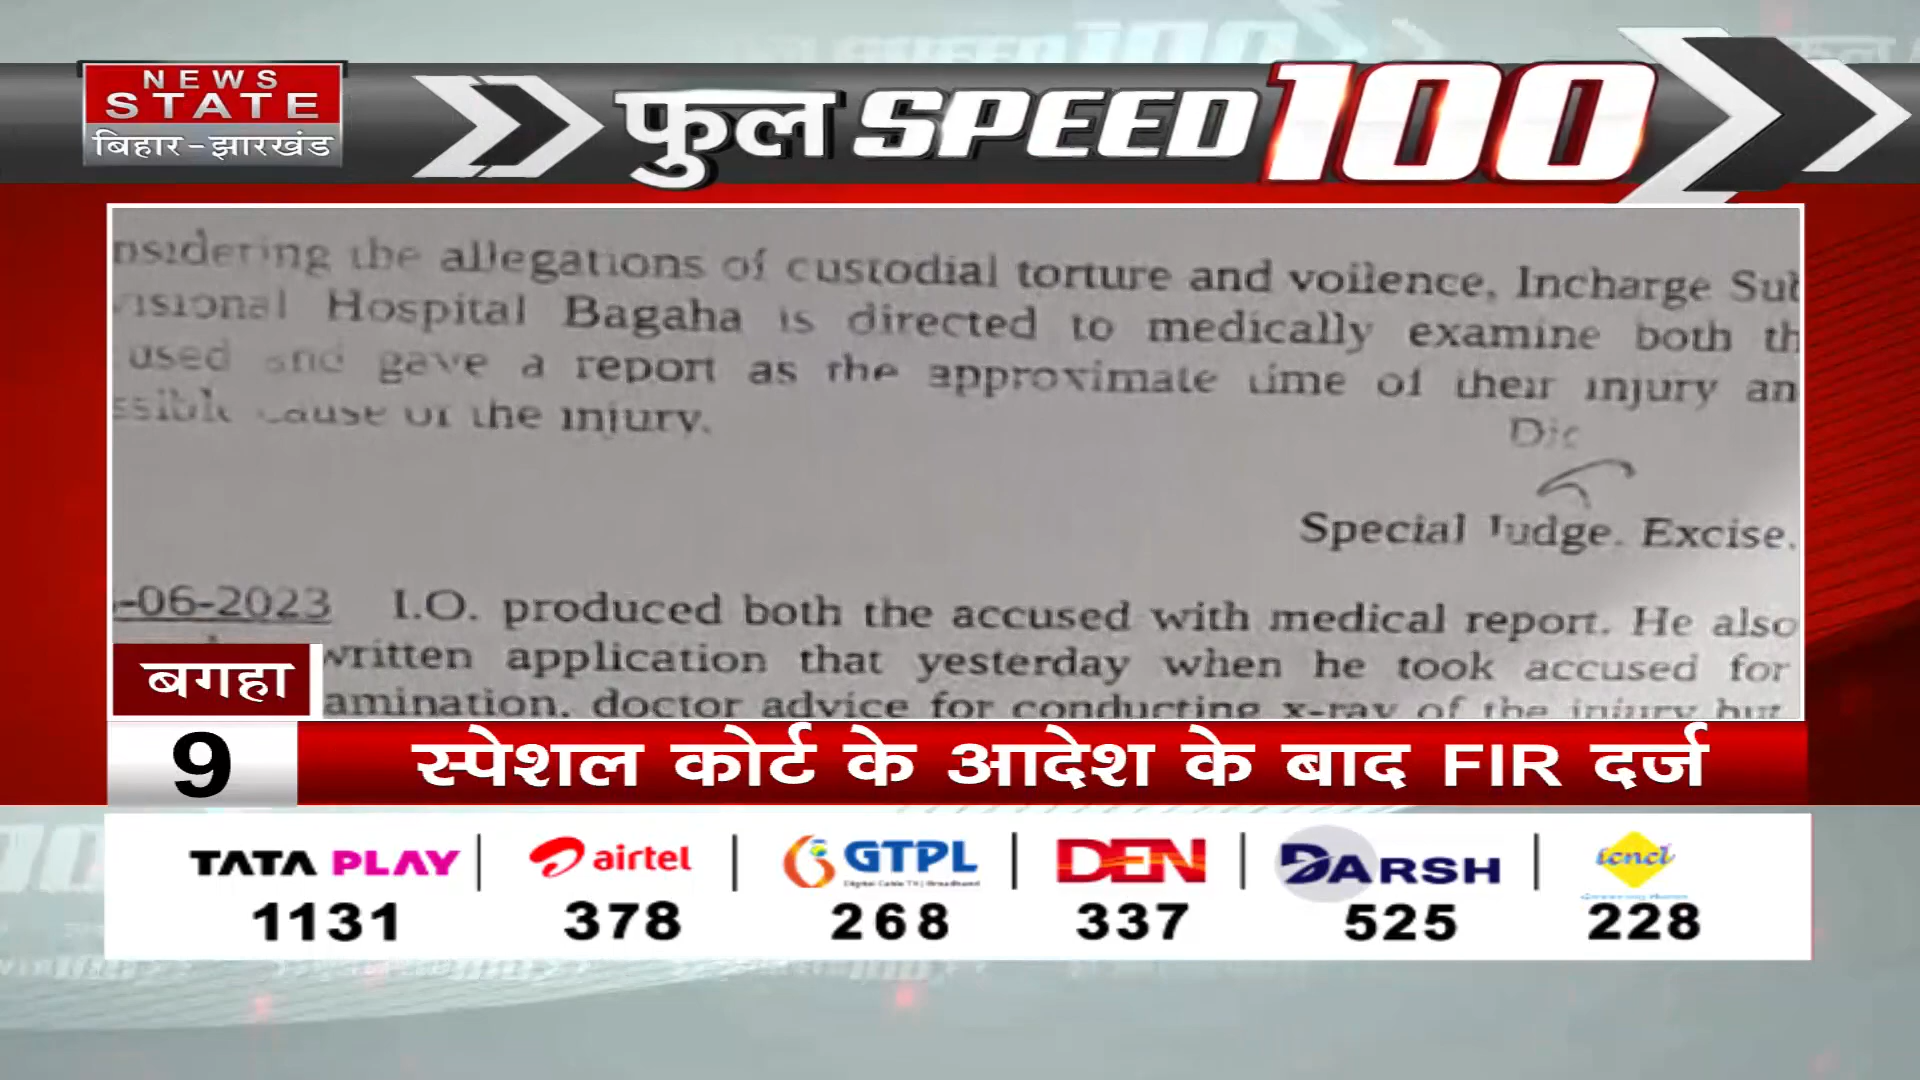 NEWS
STATE
बिहार-झारखंड
फुल SPEED 100
nsidering the allegations of custodial torture and voilence, Incharge Sub
visional Hospital Bagaha is directed to medically examine both th
used and gave a report as the approximate time of their injury an
ssible cause of the injury.
Special Judge. Excise.
-06-2023 I.O. produced both the accused with medical report. He also
written application that yesterday when he took accused for
amination, doctor advice for conducting x-ray of the injury but
बगहा
9 स्पेशल कोर्ट के आदेश के बाद FIR दर्ज
TATA PLAY | airtel | GTPL | DEN | DARSH |
1131 378 268 337 525 228